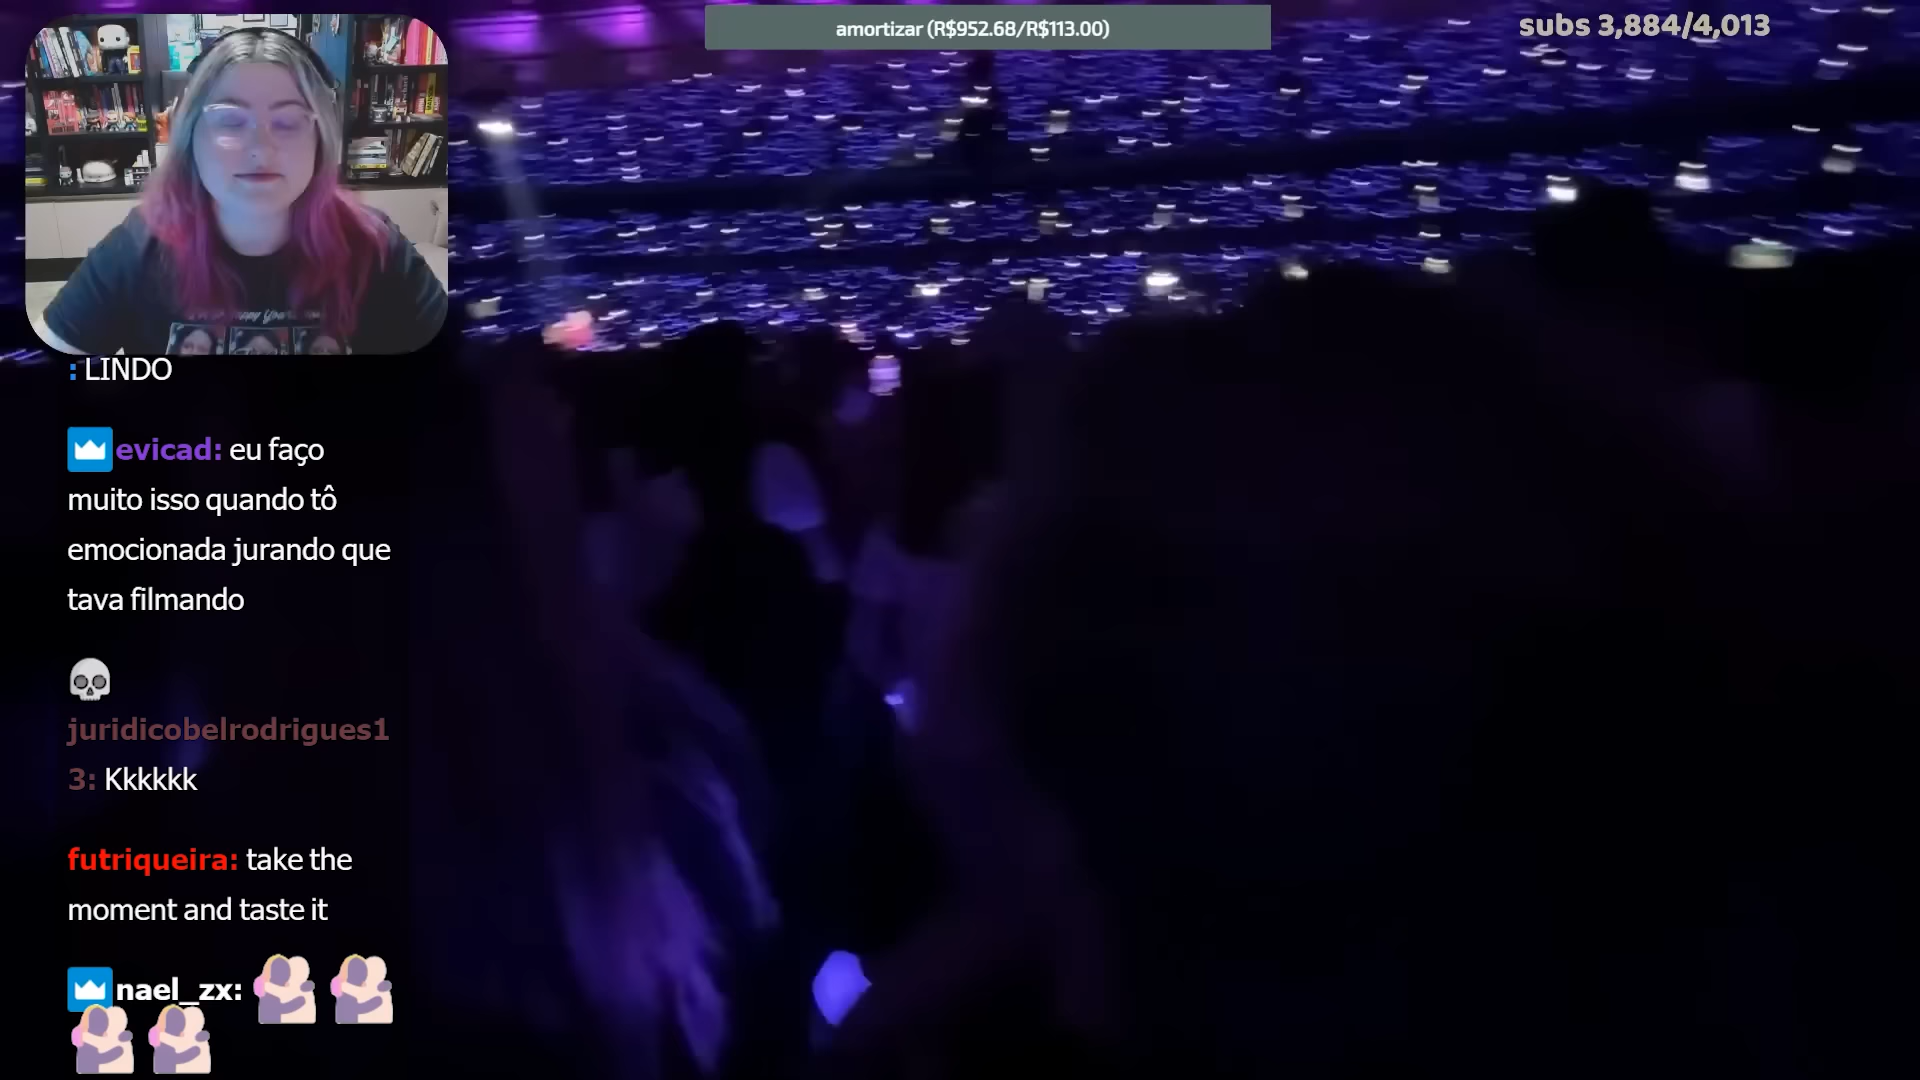 amortizar (R$952.68/R$113.00)
subs 3,884/4,013
: LINDO
evicad: eu faço
muito isso quando tô
emocionada jurando que
tava filmando
juridicobelrodrigues1
3: Kkkkkk
futriqueira: take the
moment and taste it
nael_zx: